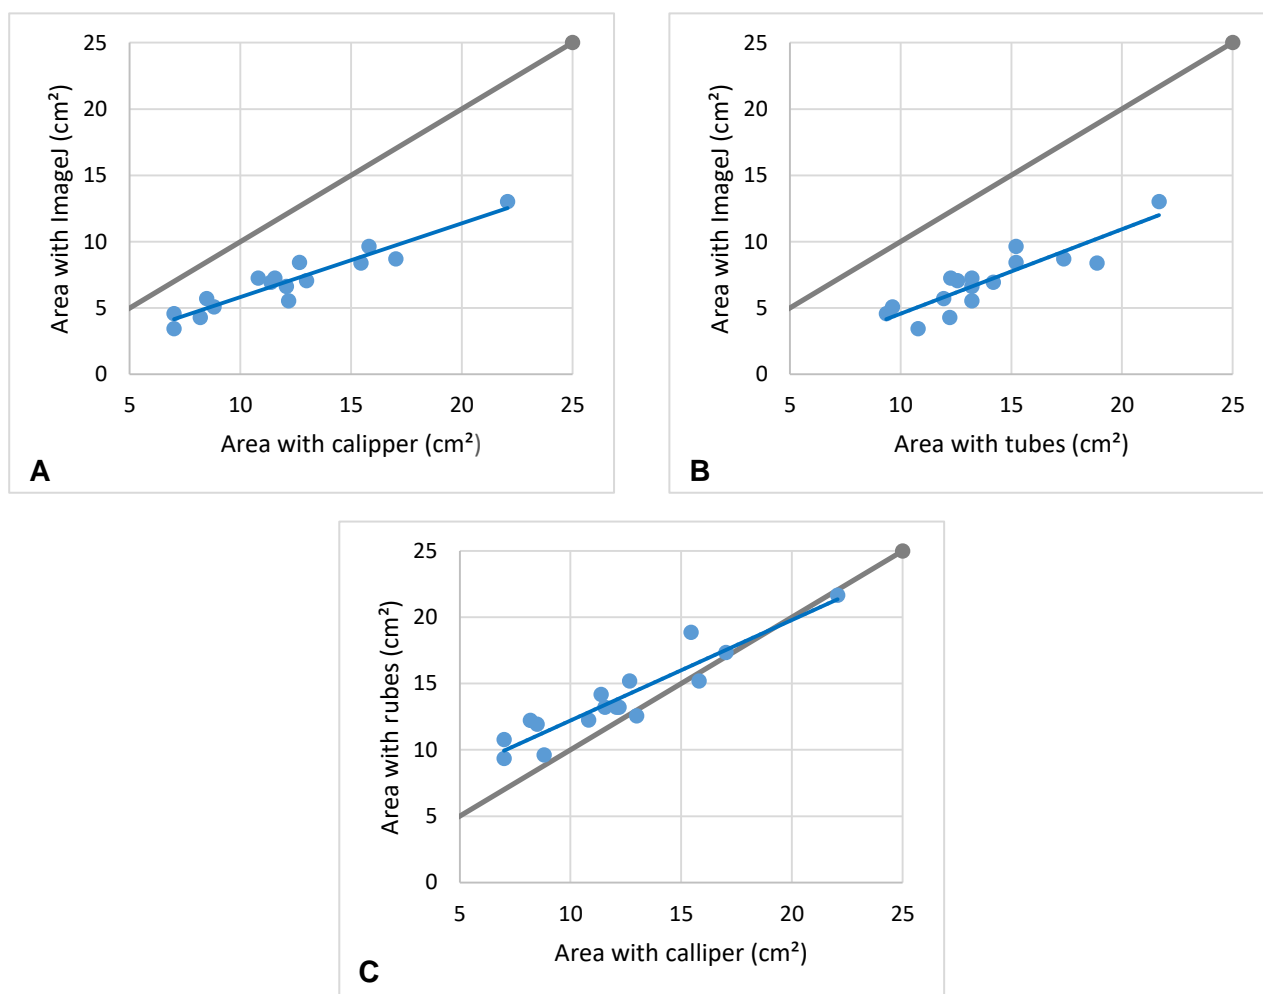 25
20
15
10
5
0
Area with ImageJ (cm²)
5 10 15 20 25
Area with calipper (cm²)
A
25
20
15
10
5
0
Area with ImageJ (cm²)
5 10 15 20 25
Area with tubes (cm²)
B
25
20
15
10
5
0
Area with rubes (cm²)
5 10 15 20 25
Area with calliper (cm²)
C